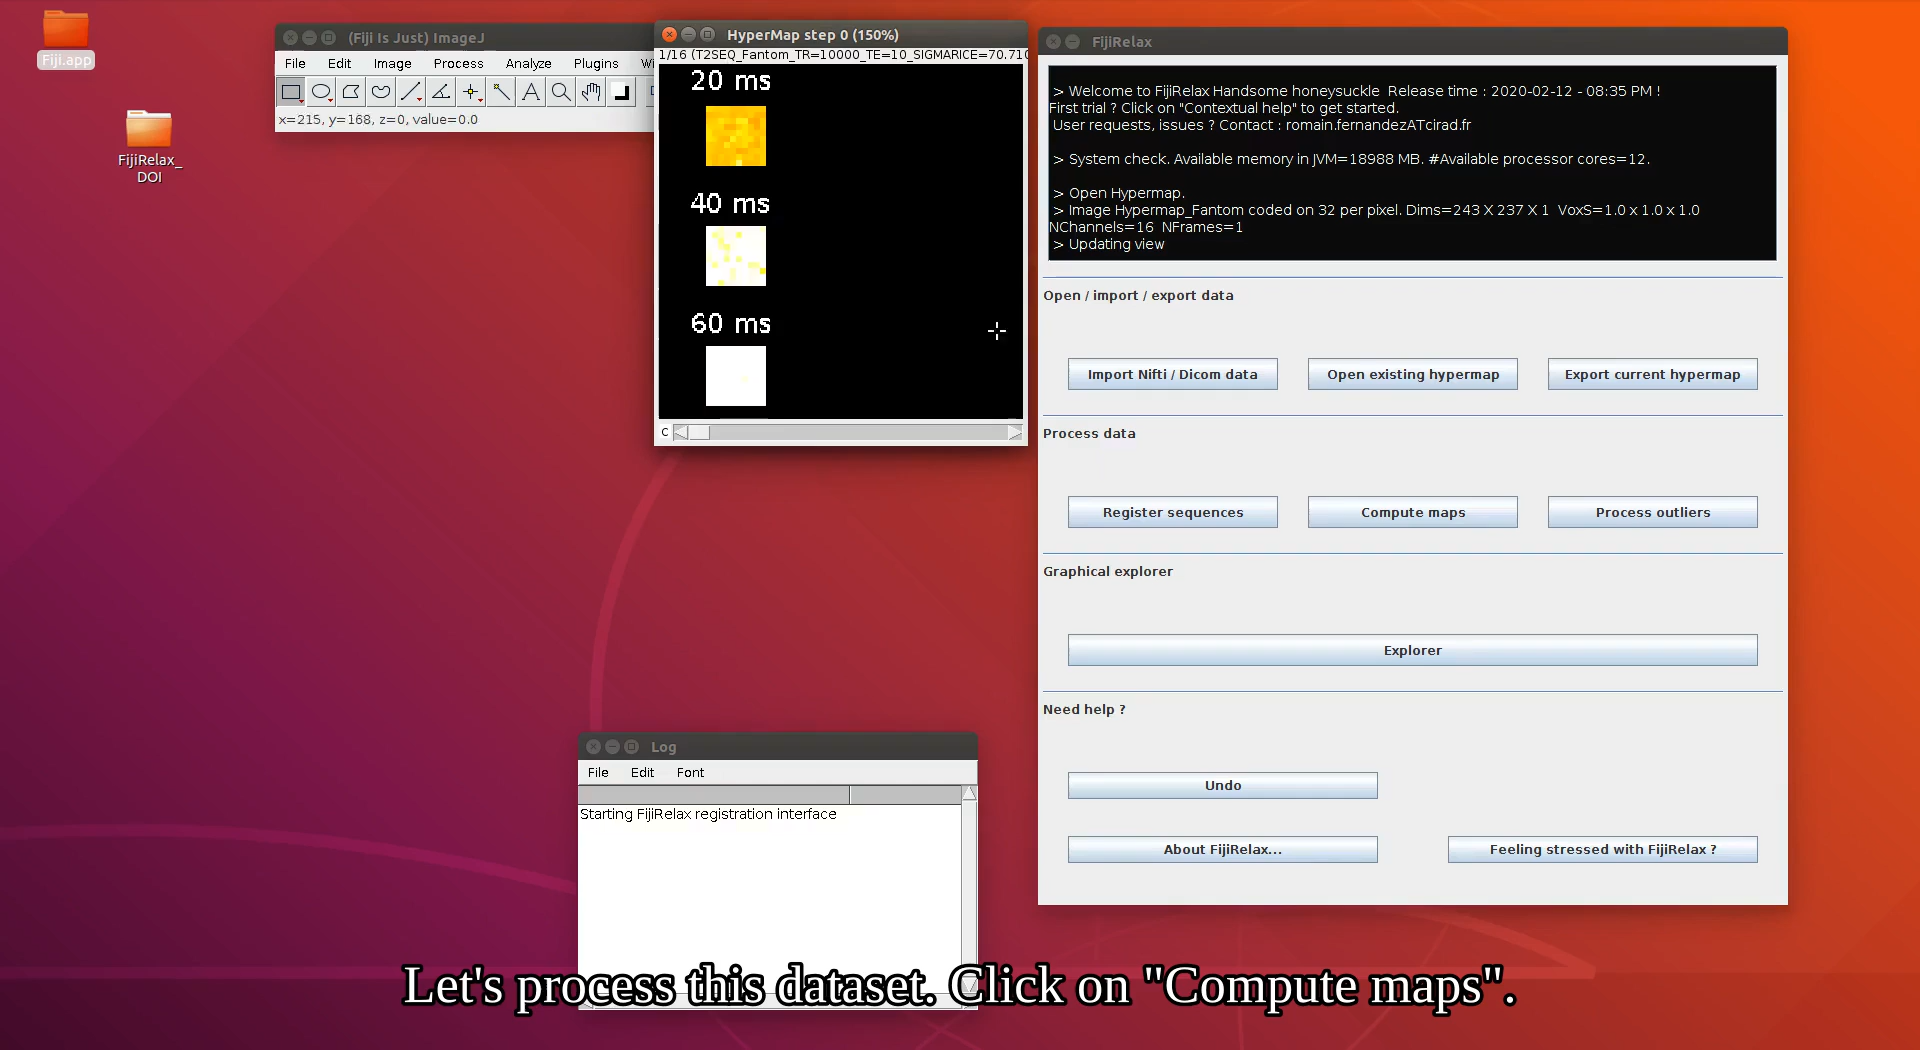 Fiji.app
FijiRelax_
DOI
(Fiji Is Just) ImageJ
File Edit Image Process Analyze Plugins
x=215, y=168, z=0, value=0.0
HyperMap step 0 (150%)
1/16 (T2SEQ_Fantom_TR=10000_TE=10_SIGMARICE=70.710
20 ms
40 ms
60 ms
C
FijiRelax
> Welcome to FijiRelax Handsome honeysuckle Release time : 2020-02-12 - 08:35 PM !
First trial ? Click on "Contextual help" to get started.
User requests, issues ? Contact : romain.fernandezATcirad.fr
> System check. Available memory in JVM=18988 MB. #Available processor cores=12.
> Open Hypermap.
> Image Hypermap_Fantom coded on 32 per pixel. Dims=243 X 237 X 1 VoxS=1.0 x 1.0 x 1.0
NChannels=16 NFrames=1
> Updating view
Open / import / export data
Import Nifti / Dicom data Open existing hypermap Export current hypermap
Process data
Register sequences Compute maps Process outliers
Graphical explorer
Explorer
Need help ?
Undo
About FijiRelax... Feeling stressed with FijiRelax ?
Log
File Edit Font
Starting FijiRelax registration interface
Let's process this dataset. Click on "Compute maps".